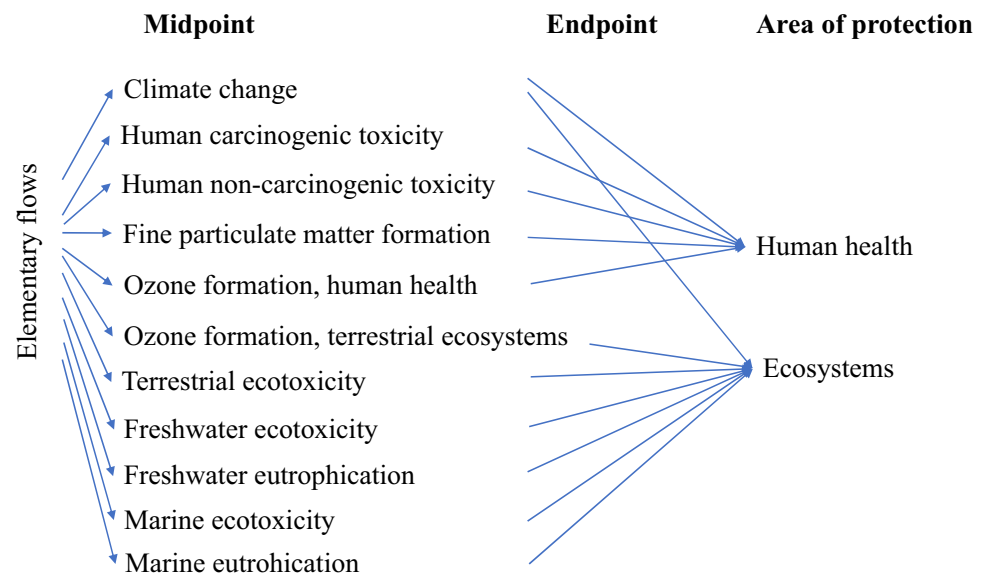 Midpoint Endpoint Area of protection
Elementary flows
Climate change
Human carcinogenic toxicity
Human non-carcinogenic toxicity
Fine particulate matter formation
Ozone formation, human health
Ozone formation, terrestrial ecosystems
Terrestrial ecotoxicity
Freshwater ecotoxicity
Freshwater eutrophication
Marine ecotoxicity
Marine eutrohication
Human health
Ecosystems